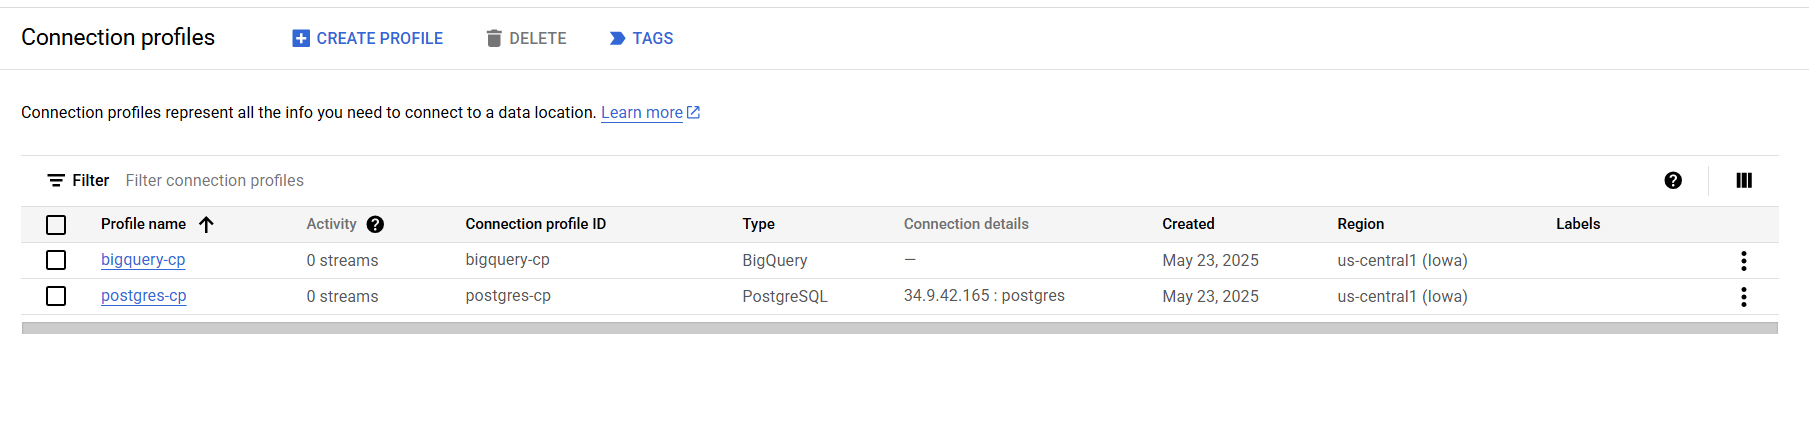 Connection profiles CREATE PROFILE DELETE TAGS
Connection profiles represent all the info you need to connect to a data location. Learn more
Filter Filter connection profiles
Profile name Activity Connection profile ID Type Connection details Created Region Labels
bigquery-cp 0 streams bigquery-cp BigQuery — May 23, 2025 us-central1 (Iowa)
postgres-cp 0 streams postgres-cp PostgreSQL 34.9.42.165 : postgres May 23, 2025 us-central1 (Iowa)